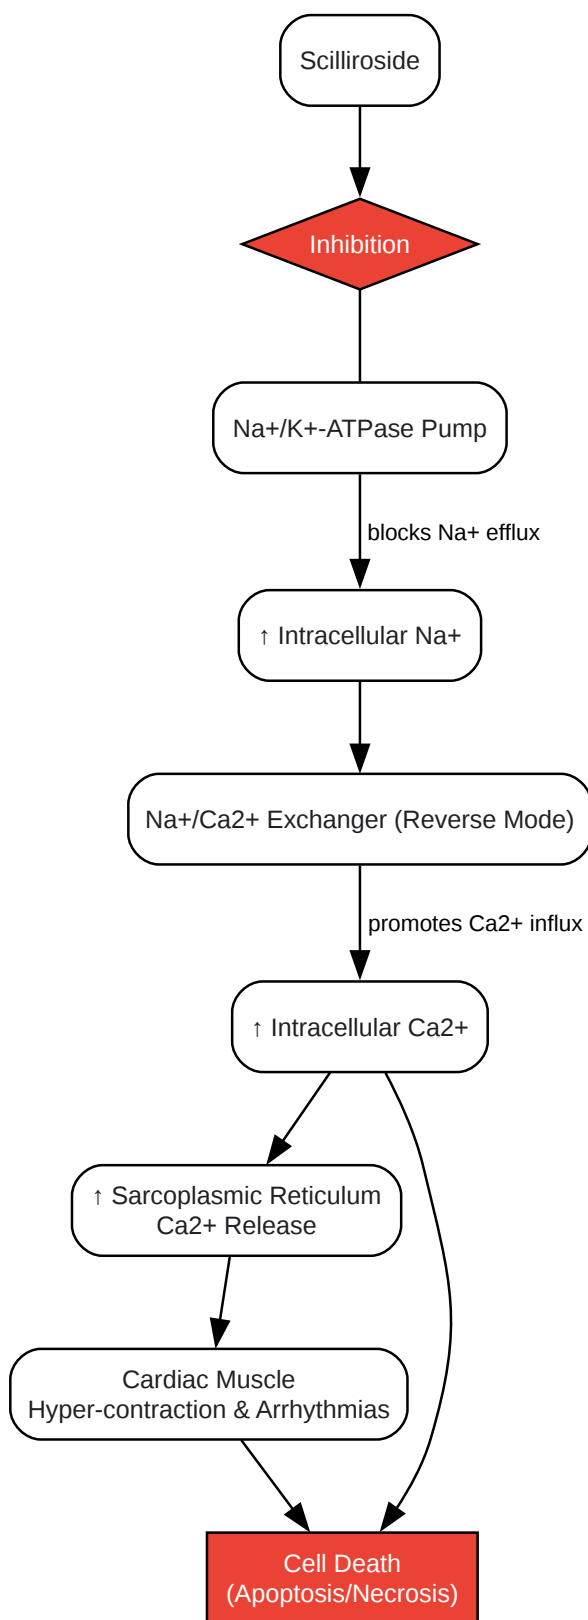 Scilliroside
Inhibition
Na+/K+-ATPase Pump
blocks Na+ efflux
↑ Intracellular Na+
Na+/Ca2+ Exchanger (Reverse Mode)
promotes Ca2+ influx
↑ Intracellular Ca2+
↑ Sarcoplasmic Reticulum
Ca2+ Release
Cardiac Muscle
Hyper-contraction & Arrhythmias
Cell Death
(Apoptosis/Necrosis)